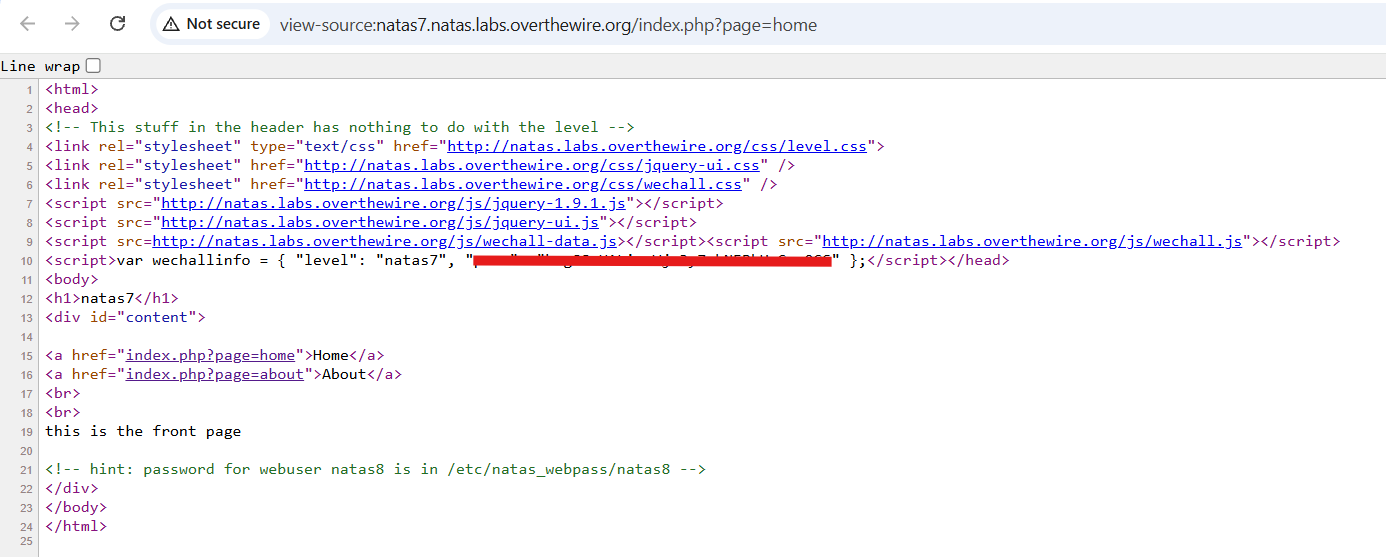 Not secure view-source:natas7.natas.labs.overthewire.org/index.php?page=home
Line wrap
1 <html>
2 <head>
3 <!-- This stuff in the header has nothing to do with the level -->
4 <link rel="stylesheet" type="text/css" href="http://natas.labs.overthewire.org/css/level.css">
5 <link rel="stylesheet" href="http://natas.labs.overthewire.org/css/jquery-ui.css" />
6 <link rel="stylesheet" href="http://natas.labs.overthewire.org/css/wechall.css" />
7 <script src="http://natas.labs.overthewire.org/js/jquery-1.9.1.js"></script>
8 <script src="http://natas.labs.overthewire.org/js/jquery-ui.js"></script>
9 <script src=http://natas.labs.overthewire.org/js/wechall-data.js></script><script src="http://natas.labs.overthewire.org/js/wechall.js"></script>
10 <script>var wechallinfo = { "level": "natas7", " " };</script></head>
11 <body>
12 <h1>natas7</h1>
13 <div id="content">
14
15 <a href="index.php?page=home">Home</a>
16 <a href="index.php?page=about">About</a>
17 <br>
18 <br>
19 this is the front page
20
21 <!-- hint: password for webuser natas8 is in /etc/natas_webpass/natas8 -->
22 </div>
23 </body>
24 </html>
25